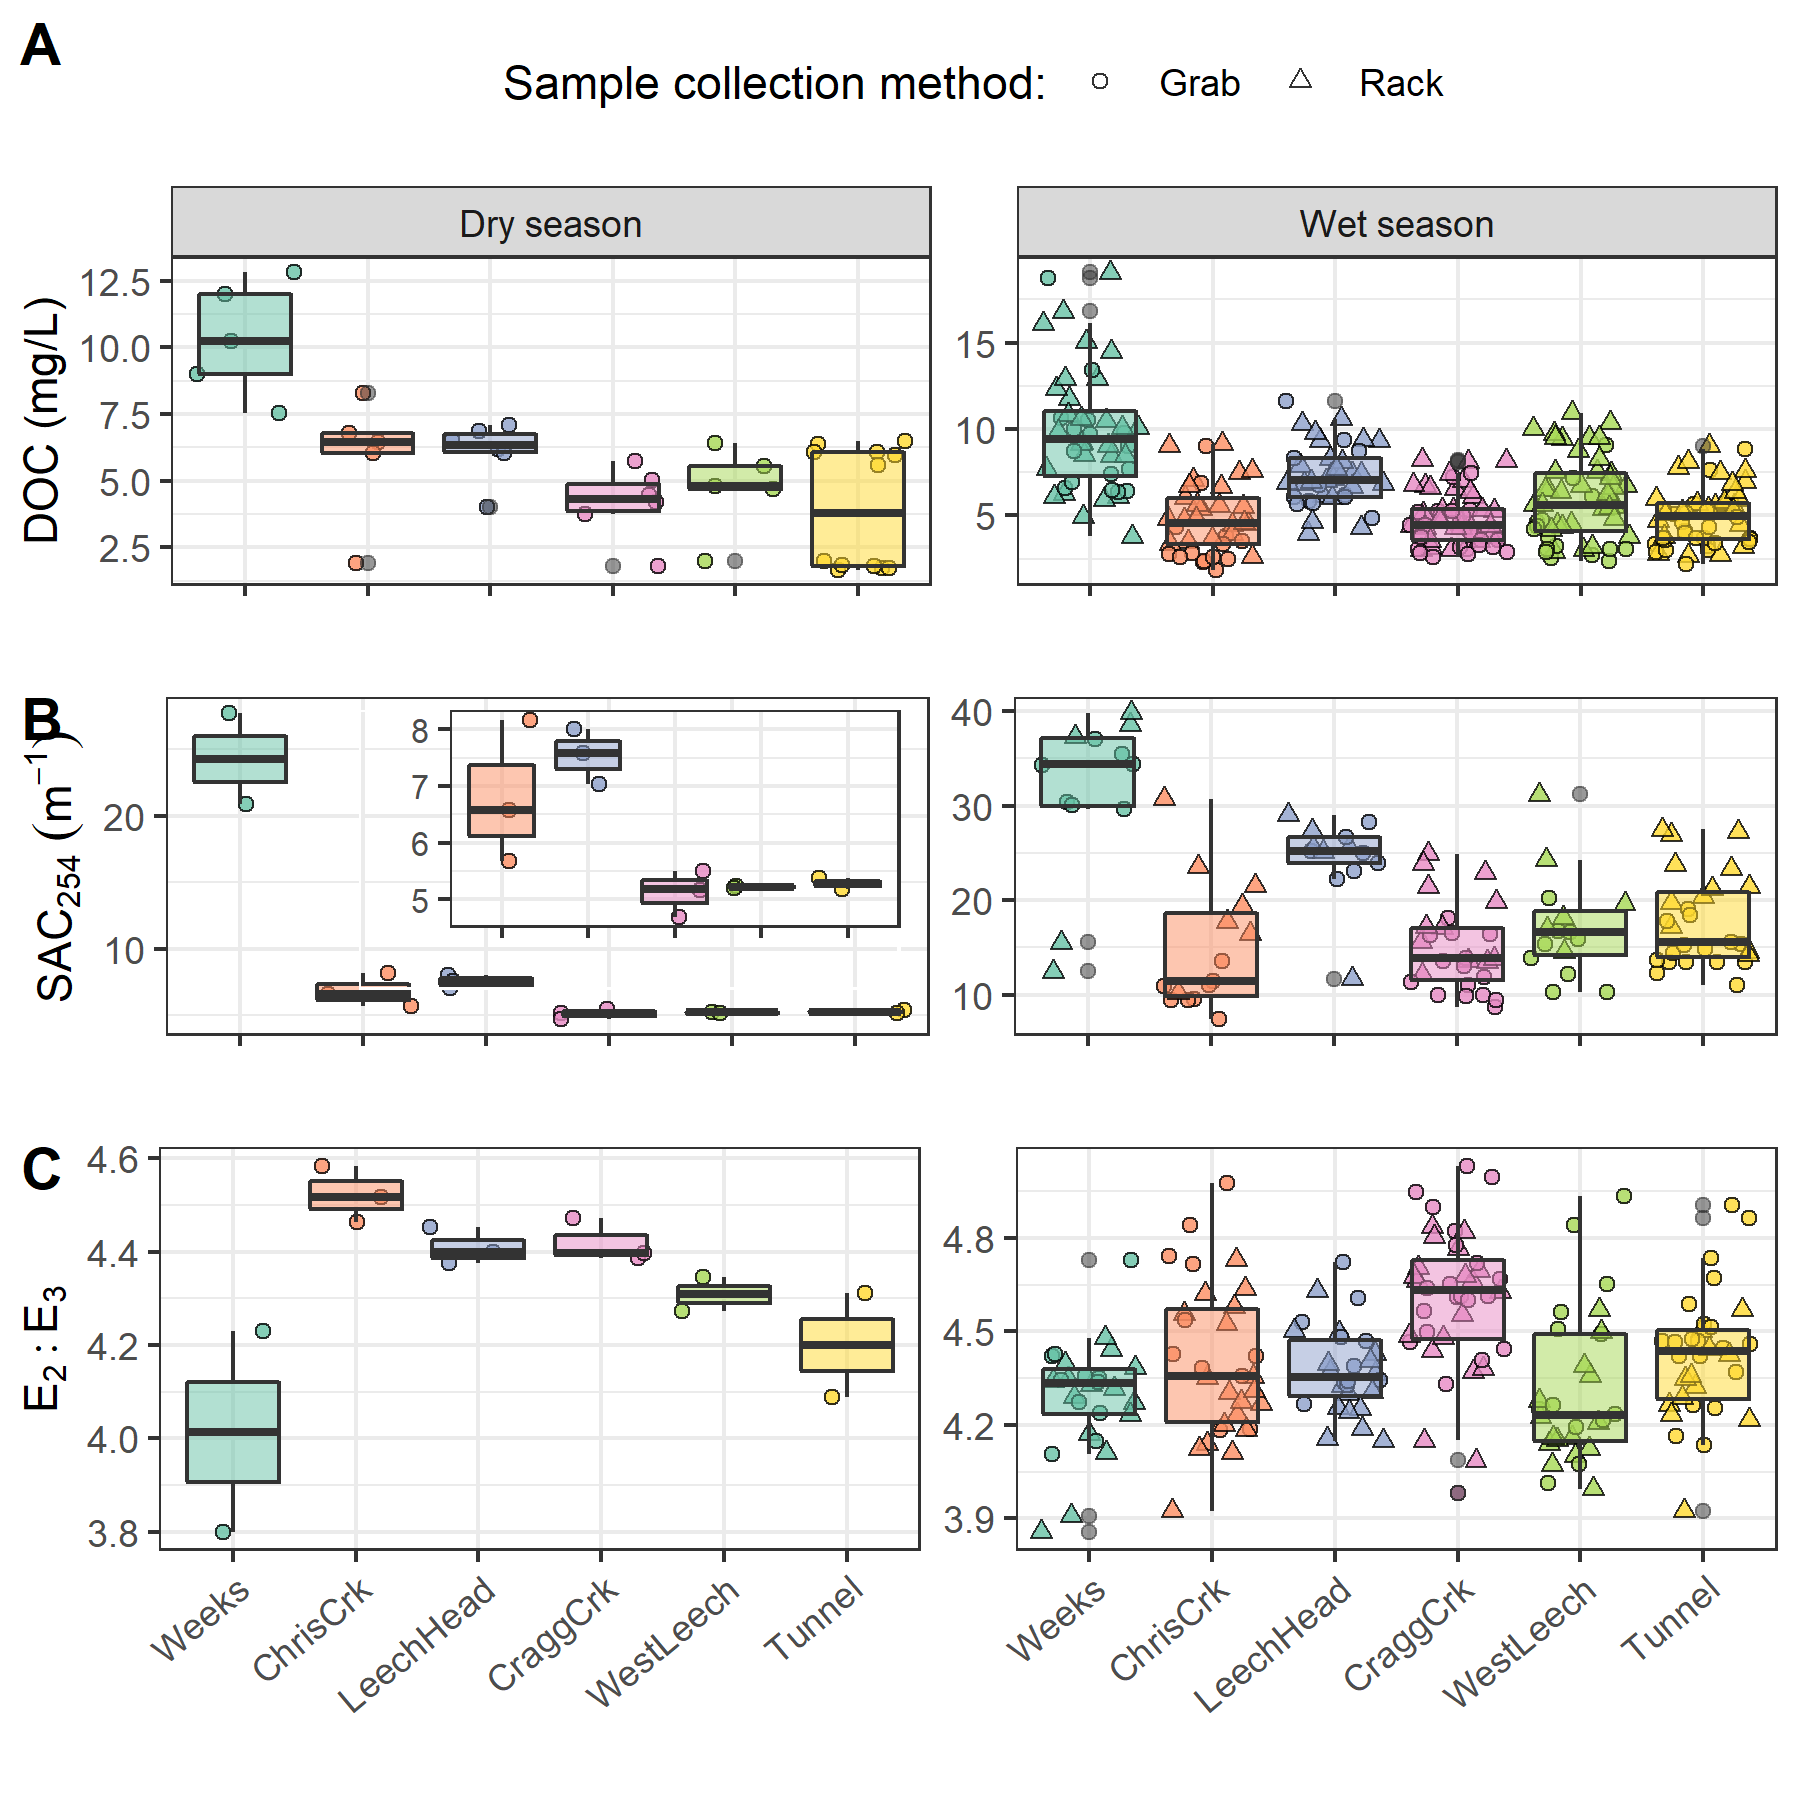 A
Sample collection method: Grab Rack
Dry season Wet season
DOC (mg/L)
12.5
10.0
7.5
5.0
2.5
15
10
5
B
SAC₂₅₄ (m⁻¹)
20
10
8
7
6
5
40
30
20
10
C
E₂ : E₃
4.6
4.4
4.2
4.0
3.8
4.8
4.5
4.2
3.9
Weeks ChrisCrk LeechHead CraggCrk WestLeech Tunnel
Weeks ChrisCrk LeechHead CraggCrk WestLeech Tunnel